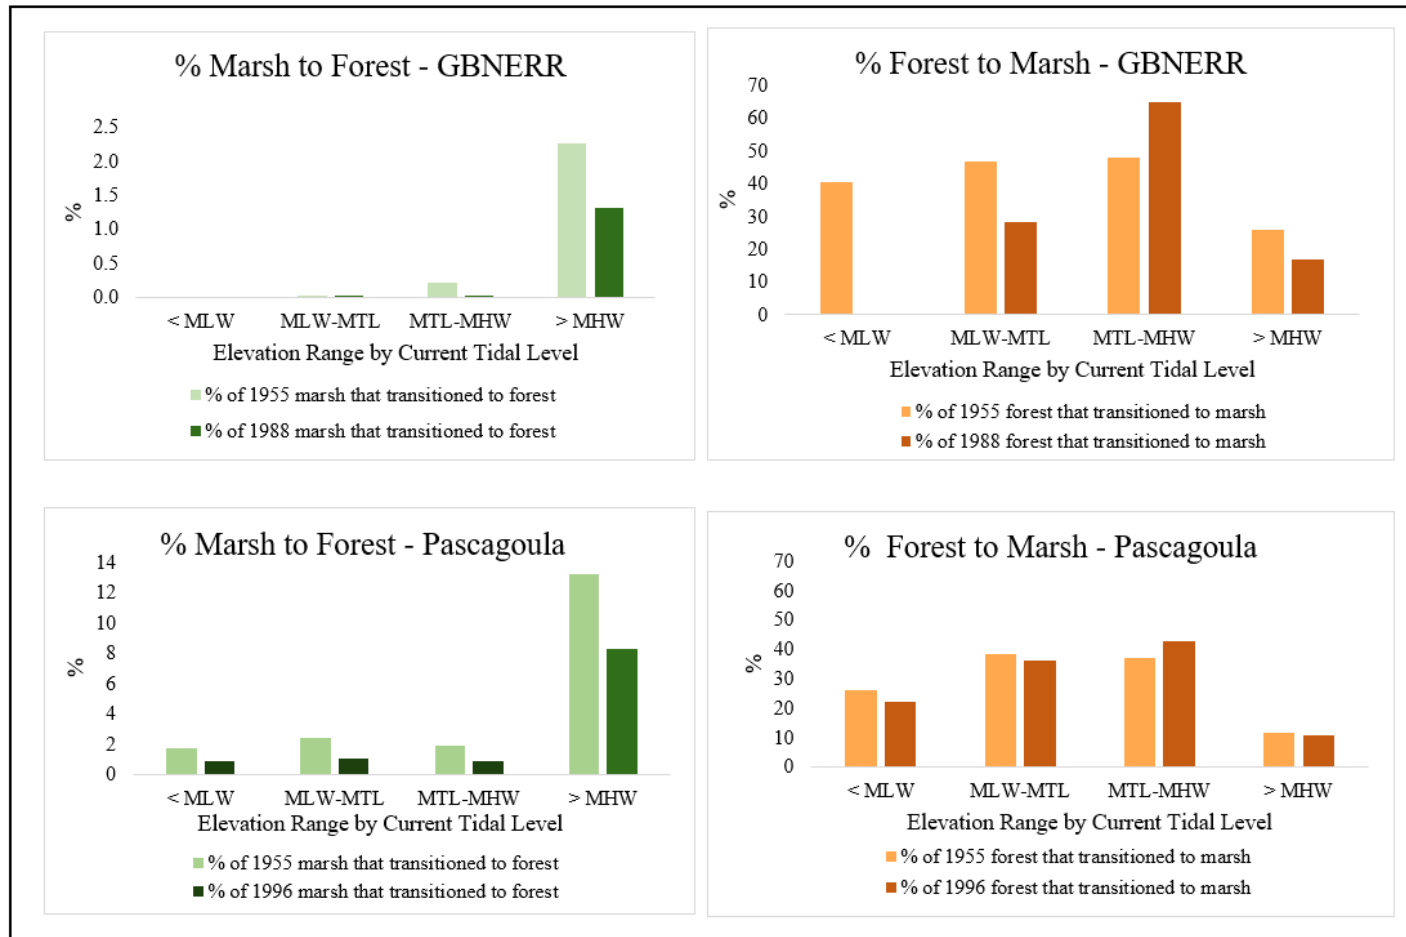 % Marsh to Forest - GBNERR
2.5
2.0
1.5
1.0
0.5
0.0
%
< MLW MLW-MTL MTL-MHW > MHW
Elevation Range by Current Tidal Level
% of 1955 marsh that transitioned to forest
% of 1988 marsh that transitioned to forest
% Forest to Marsh - GBNERR
70
60
50
40
30
20
10
0
%
< MLW MLW-MTL MTL-MHW > MHW
Elevation Range by Current Tidal Level
% of 1955 forest that transitioned to marsh
% of 1988 forest that transitioned to marsh
% Marsh to Forest - Pascagoula
14
12
10
8
6
4
2
0
%
< MLW MLW-MTL MTL-MHW > MHW
Elevation Range by Current Tidal Level
% of 1955 marsh that transitioned to forest
% of 1996 marsh that transitioned to forest
% Forest to Marsh - Pascagoula
70
60
50
40
30
20
10
0
%
< MLW MLW-MTL MTL-MHW > MHW
Elevation Range by Current Tidal Level
% of 1955 forest that transitioned to marsh
% of 1996 forest that transitioned to marsh